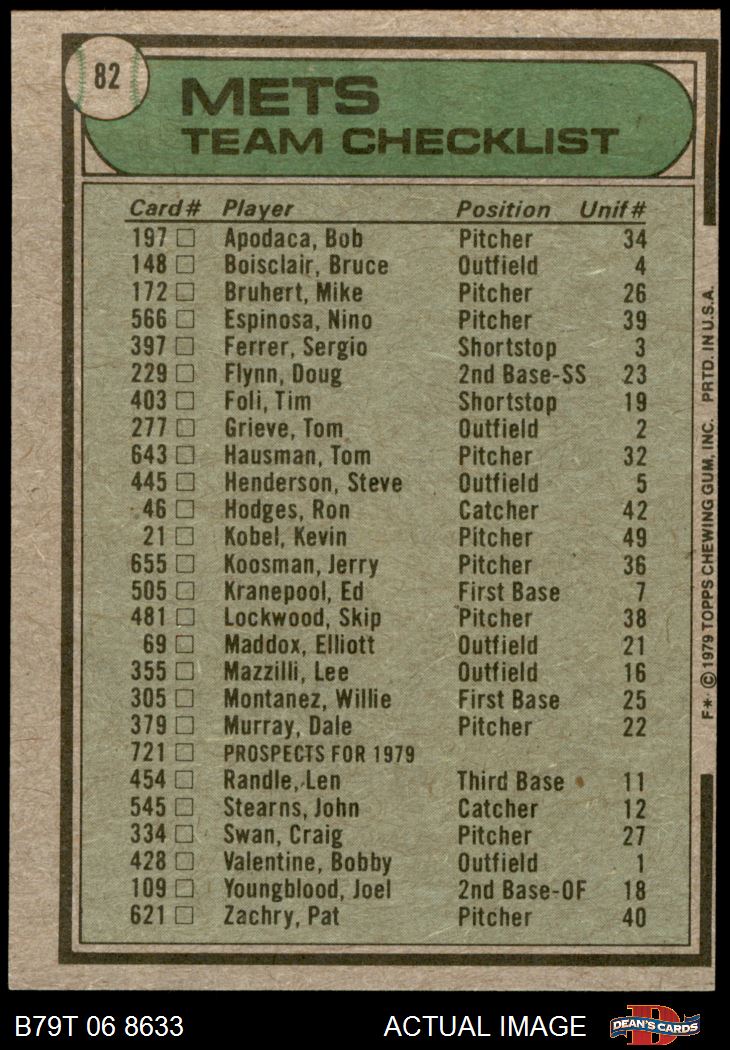 82
METS
TEAM CHECKLIST
Card# Player Position Unif#
197 Apodaca, Bob Pitcher 34
148 Boisclair, Bruce Outfield 4
172 Bruhert, Mike Pitcher 26
566 Espinosa, Nino Pitcher 39
397 Ferrer, Sergio Shortstop 3
229 Flynn, Doug 2nd Base-SS 23
403 Foli, Tim Shortstop 19
277 Grieve, Tom Outfield 2
643 Hausman, Tom Pitcher 32
445 Henderson, Steve Outfield 5
46 Hodges, Ron Catcher 42
21 Kobel, Kevin Pitcher 49
655 Koosman, Jerry Pitcher 36
505 Kranepool, Ed First Base 7
481 Lockwood, Skip Pitcher 38
69 Maddox, Elliott Outfield 21
355 Mazzilli, Lee Outfield 16
305 Montanez, Willie First Base 25
379 Murray, Dale Pitcher 22
721 PROSPECTS FOR 1979
454 Randle, Len Third Base 11
545 Stearns, John Catcher 12
334 Swan, Craig Pitcher 27
428 Valentine, Bobby Outfield 1
109 Youngblood, Joel 2nd Base-OF 18
621 Zachry, Pat Pitcher 40
F* © 1979 TOPPS CHEWING GUM, INC. PRTD. IN U.S.A.
B79T 06 8633 ACTUAL IMAGE D DEAN'S CARDS